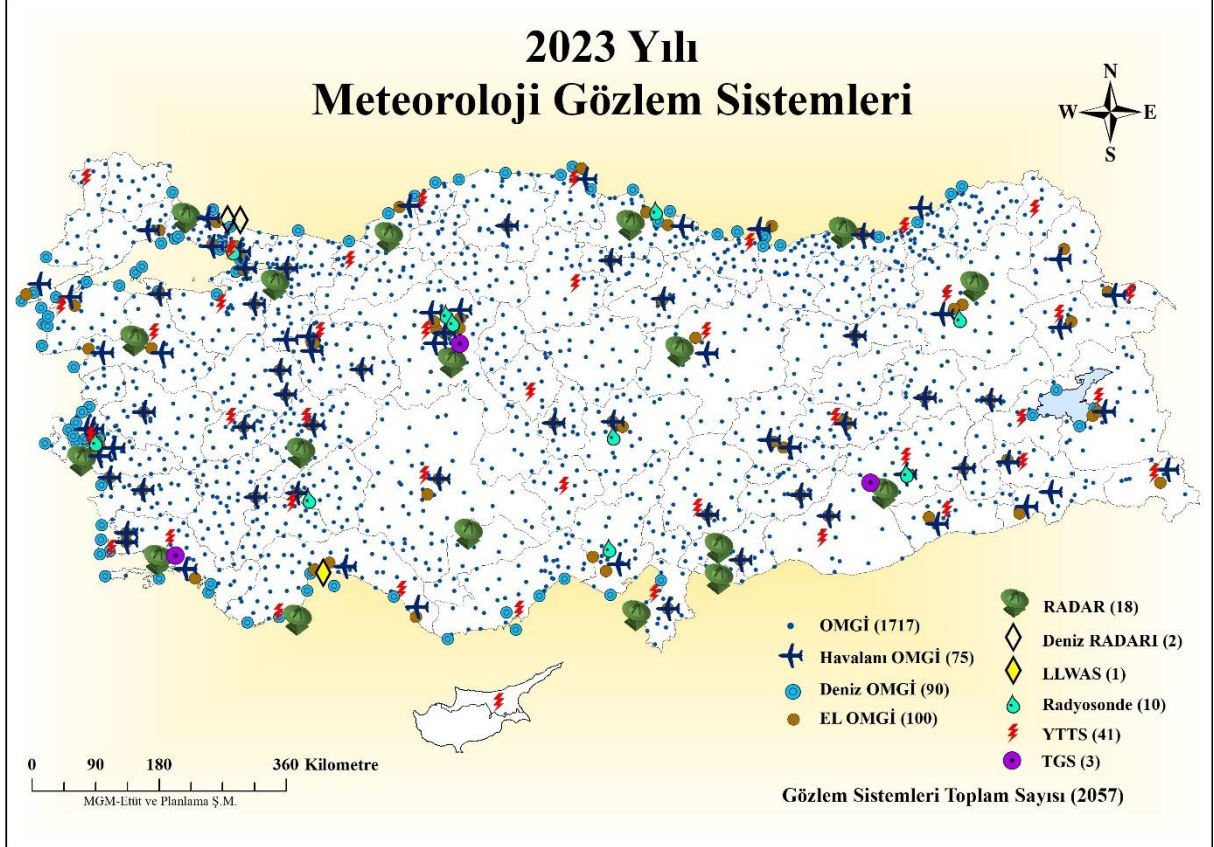 2023 Yılı
Meteoroloji Gözlem Sistemleri
N
W E
S
OMGİ (1717)
Havalanı OMGİ (75)
Deniz OMGİ (90)
EL OMGİ (100)
RADAR (18)
Deniz RADARI (2)
LLWAS (1)
Radyosonde (10)
YTTS (41)
TGS (3)
Gözlem Sistemleri Toplam Sayısı (2057)
0 90 180 360 Kilometre
MGM-Etüt ve Planlama Ş.M.